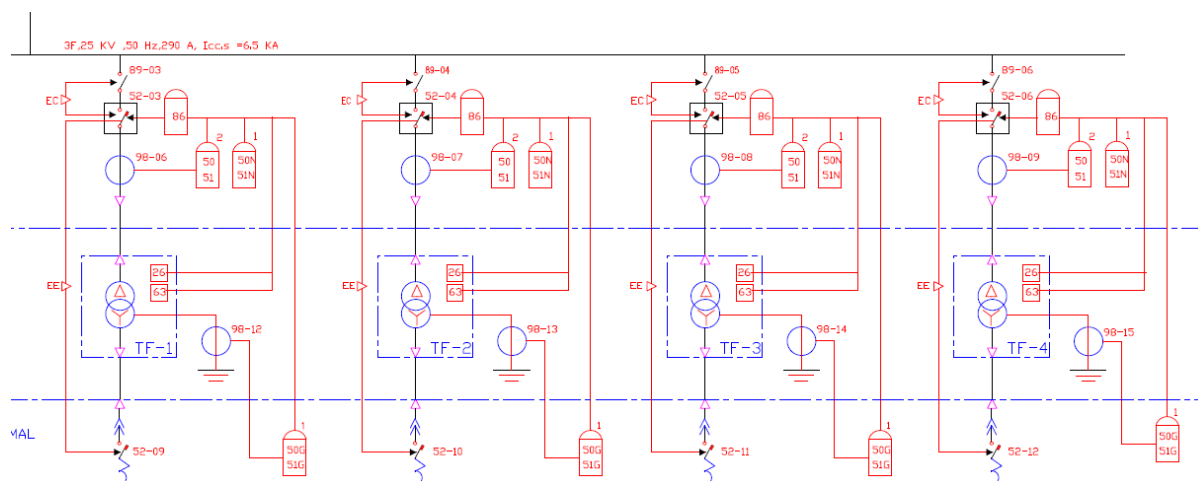 3F,25 KV ,50 Hz,290 A, Icc,s =6,5 KA
89-03 89-04 89-05 89-06
EC 52-03 EC 52-04 EC 52-05 EC 52-06
86 86 86 86
2 1 2 1 2 1 2 1
98-06 50 51 50N 51N 98-07 50 51 50N 51N 98-08 50 51 50N 51N 98-09 50 51 50N 51N
26 26 26 26
EE 63 EE 63 EE 63 EE 63
98-12 98-13 98-14 98-15
TF-1 TF-2 TF-3 TF-4
1 1 1 1
MAL
52-09 50G 51G 52-10 50G 51G 52-11 50G 51G 52-12 50G 51G